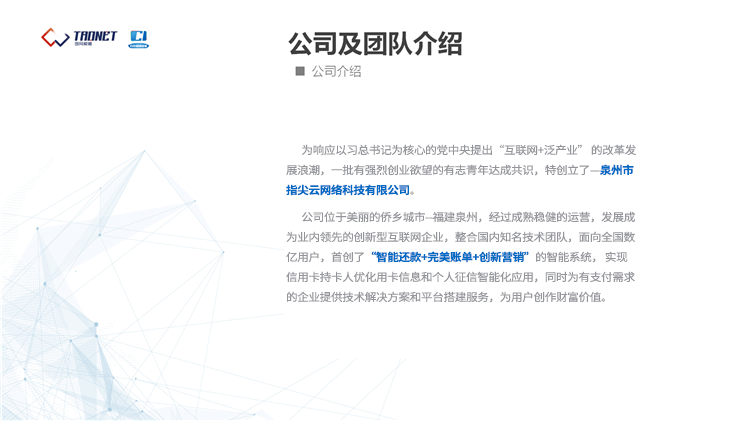 TAONET
CI
公司及团队介绍
■ 公司介绍
为响应以习总书记为核心的党中央提出“互联网+泛产业” 的改革发
展浪潮，一批有强烈创业欲望的有志青年达成共识，特创立了—泉州市
指尖云网络科技有限公司。
公司位于美丽的侨乡城市—福建泉州，经过成熟稳健的运营，发展成
为业内领先的创新型互联网企业，整合国内知名技术团队，面向全国数
亿用户，首创了“智能还款+完美账单+创新营销”的智能系统， 实现
信用卡持卡人优化用卡信息和个人征信智能化应用，同时为有支付需求
的企业提供技术解决方案和平台搭建服务，为用户创作财富价值。